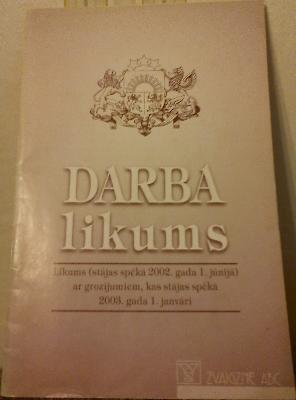 DARBA
likums
Likums (stājas spēkā 2002. gada 1. jūnijā)
ar grozījumiem, kas stājas spēkā
2003. gada 1. janvārī
ZVAIGZNE ABC